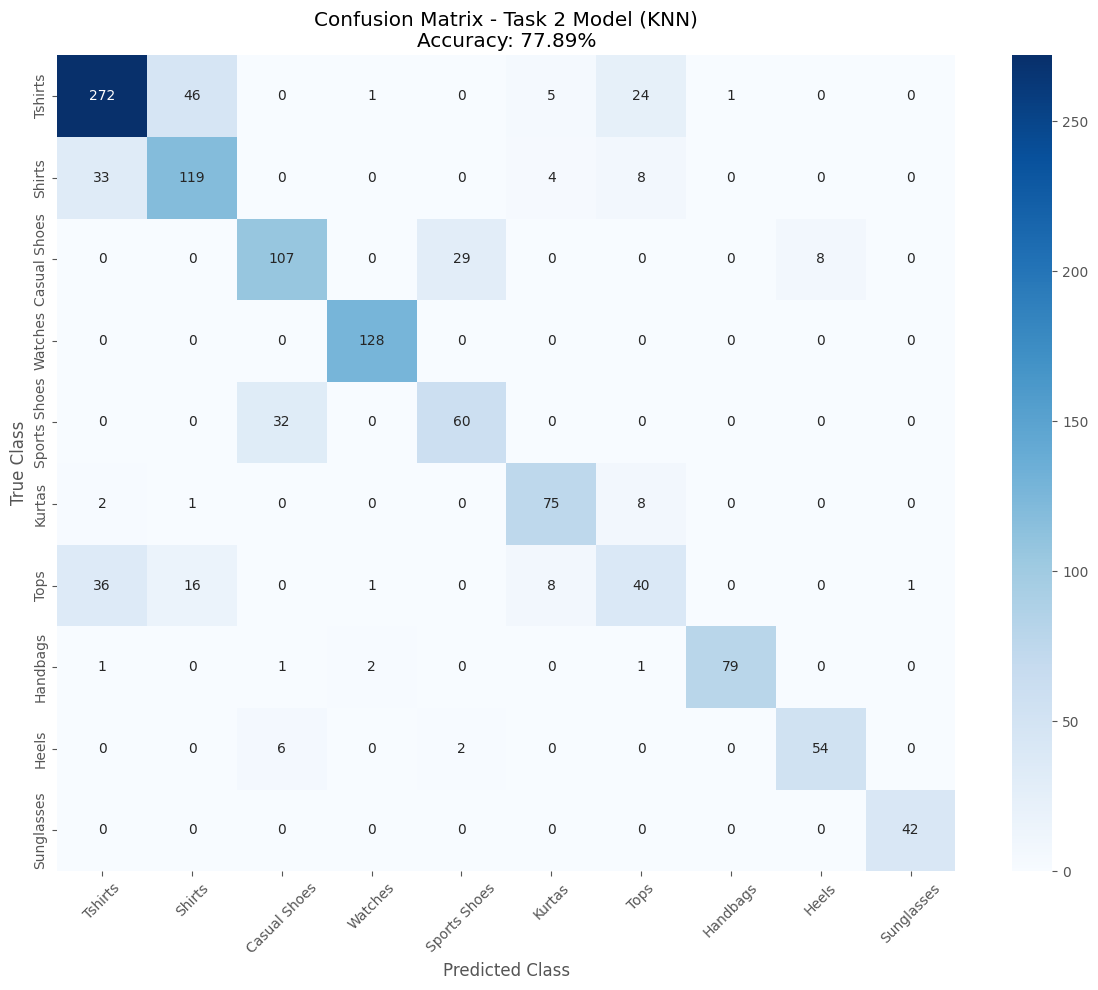 Confusion Matrix - Task 2 Model (KNN)
Accuracy: 77.89%
True Class
Tshirts 272 46 0 1 0 5 24 1 0 0
Shirts 33 119 0 0 0 4 8 0 0 0
Casual Shoes 0 0 107 0 29 0 0 0 8 0
Watches 0 0 0 128 0 0 0 0 0 0
Sports Shoes 0 0 32 0 60 0 0 0 0 0
Kurtas 2 1 0 0 0 75 8 0 0 0
Tops 36 16 0 1 0 8 40 0 0 1
Handbags 1 0 1 2 0 0 1 79 0 0
Heels 0 0 6 0 2 0 0 0 54 0
Sunglasses 0 0 0 0 0 0 0 0 0 42
Tshirts Shirts Casual Shoes Watches Sports Shoes Kurtas Tops Handbags Heels Sunglasses
Predicted Class
250
200
150
100
50
0